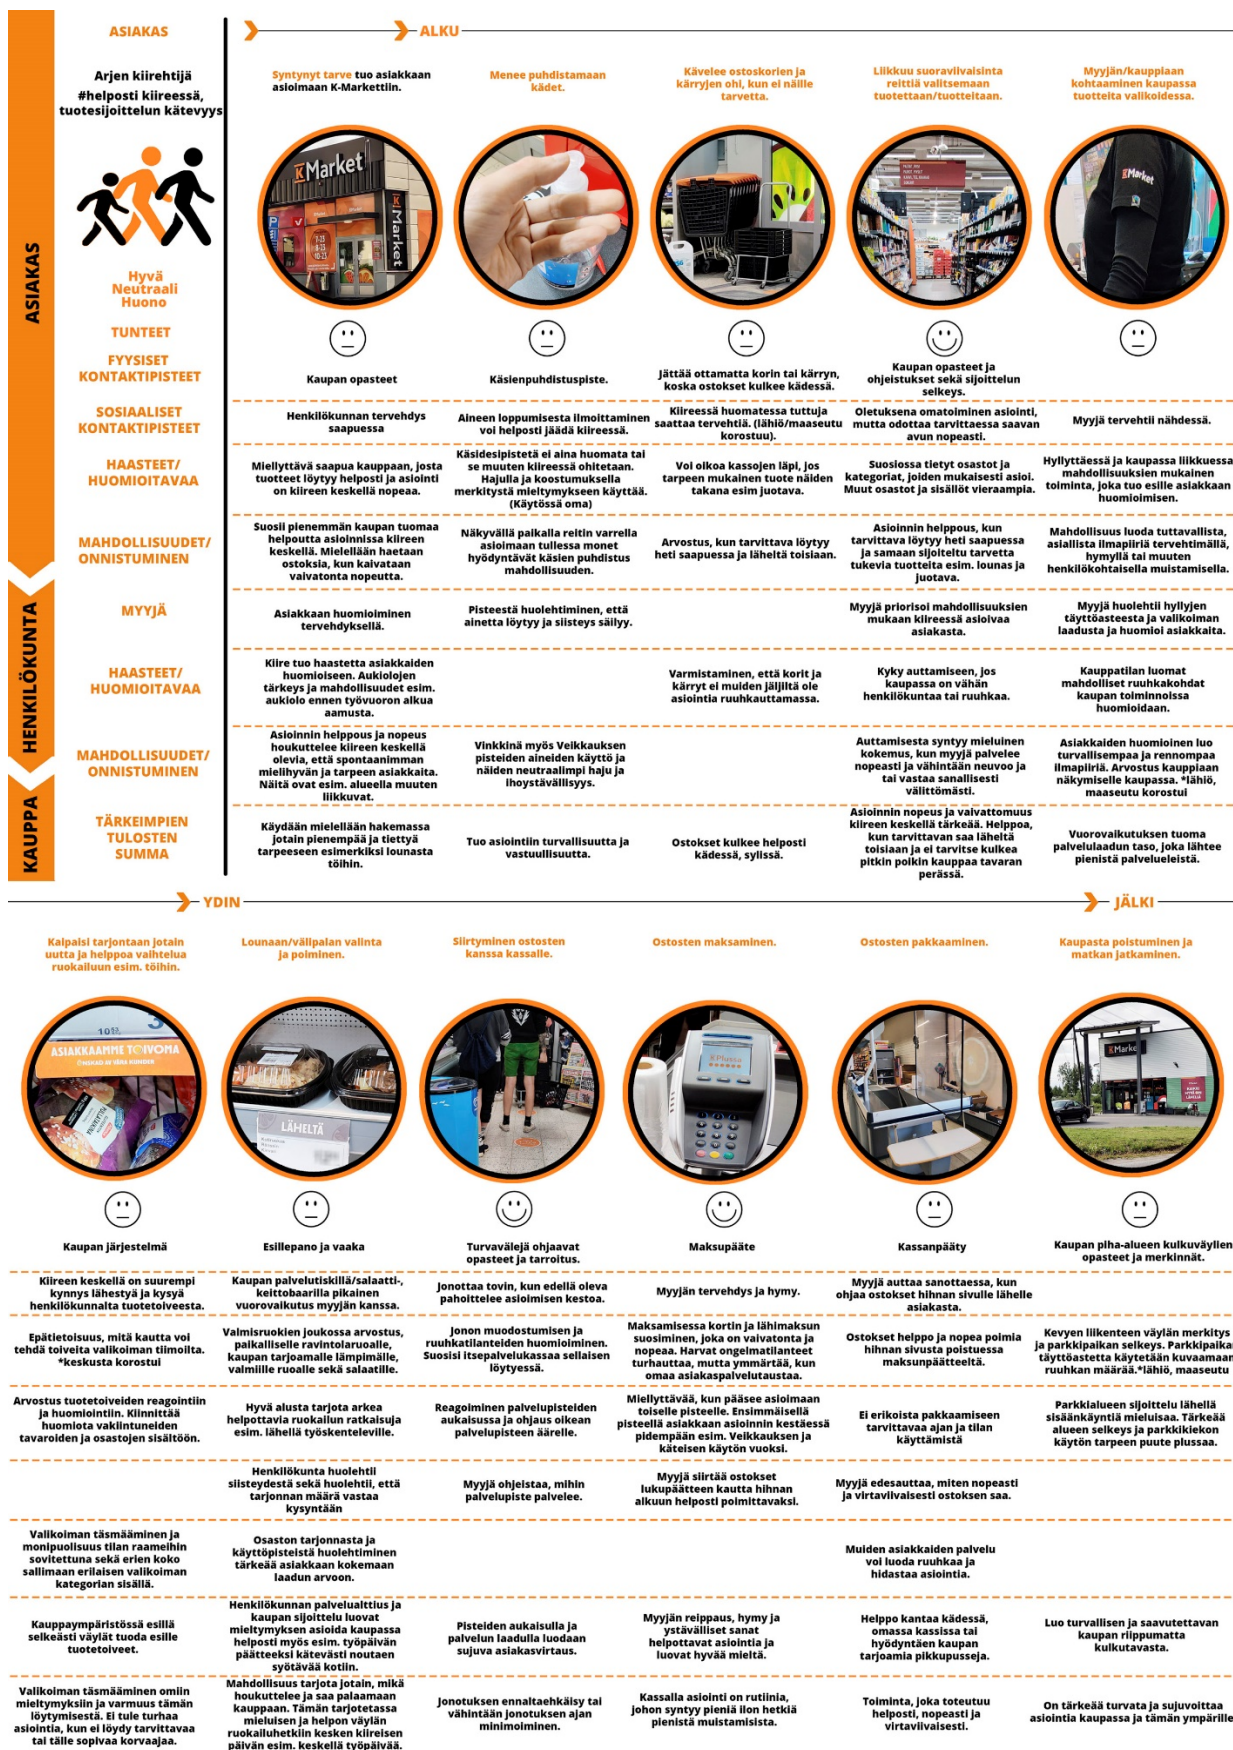 ASIAKAS
ALKU
Arjen kiirehtijä
#helposti kiireessä,
tuotesijoittelun kätevyys
Syntynyt tarve tuo asiakkaan
asioimaan K-Markettiin.
Menee puhdistamaan
kädet.
Kävelee ostoskorien ja
kärryjen ohi, kun ei näille
tarvetta.
Liikkuu suoraviivaisinta
reittiä valitsemaan
tuotettaan/tuotteitaan.
Myyjän/kauppiaan
kohtaaminen kaupassa
tuotteita valikoidessa.
KMarket
KMarket
KMarket
ASIAKAS
Hyvä
Neutraali
Huono
TUNTEET
FYYSISET
KONTAKTIPISTEET
Kaupan opasteet
Käsienpuhdistuspiste.
Jättää ottamatta korin tai kärryn,
koska ostokset kulkee kädessä.
Kaupan opasteet ja
ohjeistukset sekä sijoittelun
selkeys.
SOSIAALISET
KONTAKTIPISTEET
Henkilökunnan tervehdys
saapuessa
Aineen loppumisesta ilmoittaminen
voi helposti jäädä kiireessä.
Kiireessä huomatessa tuttuja
saattaa tervehtiä. (lähiö/maaseutu
korostuu).
Oletuksena omatoiminen asiointi,
mutta odottaa tarvittaessa saavan
avun nopeasti.
Myyjä tervehtii nähdessä.
HAASTEET/
HUOMIOITAVAA
Miellyttävä saapua kauppaan, josta
tuotteet löytyy helposti ja asiointi
on kiireen keskellä nopeaa.
Käsidesipistetä ei aina huomata tai
se muuten kiireessä ohitetaan.
Hajulla ja koostumuksella
merkitystä mieltymykseen käyttää.
(Käytössä oma)
Voi oikoa kassojen läpi, jos
tarpeen mukainen tuote näiden
takana esim juotava.
Suosiossa tietyt osastot ja
kategoriat, joiden mukaisesti asioi.
Muut osastot ja sisällöt vieraampia.
Hyllyttäessä ja kaupassa liikkuessa
mahdollisuuksien mukainen
toiminta, joka tuo esille asiakkaan
huomioimisen.
MAHDOLLISUUDET/
ONNISTUMINEN
Suosii pienemmän kaupan tuomaa
helpoutta asioinnissa kiireen
keskellä. Mielellään haetaan
ostoksia, kun kaivataan
vaivatonta nopeutta.
Näkyvällä paikalla reitin varrella
asioimaan tullessa monet
hyödyntävät käsien puhdistus
mahdollisuuden.
Arvostus, kun tarvittava löytyy
heti saapuessa ja läheltä toisiaan.
Asioinnin helppous, kun
tarvittava löytyy heti saapuessa
ja samaan sijoiteltu tarvetta
tukevia tuotteita esim. lounas ja
juotava.
Mahdollisuus luoda tuttavallista,
asiallista ilmapiiriä tervehtimällä,
hymyllä tai muuten
henkilökohtaisella muistamisella.
HENKILÖKUNTA
MYYJÄ
Asiakkaan huomioiminen
tervehdyksellä.
Pisteestä huolehtiminen, että
ainetta löytyy ja siisteys säilyy.
Myyjä priorisoi mahdollisuuksien
mukaan kiireessä asioivaa
asiakasta.
Myyjä huolehtii hyllyjen
täyttöasteesta ja valikoiman
laadusta ja huomioi asiakkaita.
HAASTEET/
HUOMIOITAVAA
Kiire tuo haastetta asiakkaiden
huomioiseen. Aukiolojen
tärkeys ja mahdollisuudet esim.
aukiolo ennen työvuoron alkua
aamusta.
Varmistaminen, että korit ja
kärryt ei muiden jäljiltä ole
asiointia ruuhkauttamassa.
Kyky auttamiseen, jos
kaupassa on vähän
henkilökuntaa tai ruuhkaa.
Kauppatilan luomat
mahdolliset ruuhkakohdat
kaupan toiminnoissa
huomioidaan.
MAHDOLLISUUDET/
ONNISTUMINEN
Asioinnin helppous ja nopeus
houkuttelee kiireen keskellä
olevia, että spontaanimman
mielihyvän ja tarpeen asiakkaita.
Näitä ovat esim. alueella muuten
liikkuvat.
Vinkkinä myös Veikkauksen
pisteiden aineiden käyttö ja
näiden neutraalimpi haju ja
ihoystävällisyys.
Auttamisesta syntyy mieluinen
kokemus, kun myyjä palvelee
nopeasti ja vähintään neuvoo ja
tai vastaa sanallisesti
välittömästi.
Asiakkaiden huomioinen luo
turvallisempaa ja rennompaa
ilmapiiriä. Arvostus kauppiaan
näkymiselle kaupassa. *lähiö,
maaseutu korostui
KAUPPA
TÄRKEIMPIEN
TULOSTEN
SUMMA
Käydään mielellään hakemassa
jotain pienempää ja tiettyä
tarpeeseen esimerkiksi lounasta
töihin.
Tuo asiointiin turvallisuutta ja
vastuullisuutta.
Ostokset kulkee helposti
kädessä, sylissä.
Asioinnin nopeus ja vaivattomuus
kiireen keskellä tärkeää. Helppoa,
kun tarvittavan saa läheltä
toisiaan ja ei tarvitse kulkea
pitkin poikin kauppaa tavaran
perässä.
Vuorovaikutuksen tuoma
palvelulaadun taso, joka lähtee
pienistä palvelueleistä.
YDIN
JÄLKI
Kaipaisi tarjontaan jotain
uutta ja helppoa vaihtelua
ruokailuun esim. töihin.
Lounaan/välipalan valinta
ja poiminen.
Siirtyminen ostosten
kanssa kassalle.
Ostosten maksaminen.
Ostosten pakkaaminen.
Kaupasta poistuminen ja
matkan jatkaminen.
ASIAKKAAMME TOIVOMA
LÄHELTÄ
KPlussa
KMarket
Kaupan järjestelmä
Esillepano ja vaaka
Turvavälejä ohjaavat
opasteet ja tarroitus.
Maksupääte
Kassanpääty
Kaupan piha-alueen kulkuväylien
opasteet ja merkinnät.
Kiireen keskellä on suurempi
kynnys lähestyä ja kysyä
henkilökunnalta tuotetoiveesta.
Kaupan palvelutiskillä/salaatti-,
keittobaarilla pikainen
vuorovaikutus myyjän kanssa.
Jonottaa tovin, kun edellä oleva
pahoittelee asioimisen kestoa.
Myyjän tervehdys ja hymy.
Myyjä auttaa sanottaessa, kun
ohjaa ostokset hihnan sivulle lähelle
asiakasta.
Epätietoisuus, mitä kautta voi
tehdä toiveita valikoiman tiimoilta.
*keskusta korostui
Valmisruokien joukossa arvostus,
paikalliselle ravintolaruoalle,
kaupan tarjoamalle lämpimälle,
valmiille ruoalle sekä salaatille.
Jonon muodostumisen ja
ruuhkatilanteiden huomioiminen.
Suosisi itsepalvelukassaa sellaisen
löytyessä.
Maksamisessa kortin ja lähimaksun
suosiminen, joka on vaivatonta ja
nopeaa. Harvat ongelmatilanteet
turhauttaa, mutta ymmärtää, kun
omaa asiakaspalvelutaustaa.
Ostokset helppo ja nopea poimia
hihnan sivusta poistuessa
maksunpäätteeltä.
Kevyen liikenteen väylän merkitys
ja parkkipaikan selkeys. Parkkipaikan
täyttöastetta käytetään kuvaamaan
ruuhkan määrää.*lähiö, maaseutu
Arvostus tuotetoiveiden reagointiin
ja huomiointiin. Kiinnittää
huomiota vakiintuneiden
tavaroiden ja osastojen sisältöön.
Hyvä alusta tarjota arkea
helpottavia ruokailun ratkaisuja
esim. lähellä työskenteleville.
Reagoiminen palvelupisteiden
aukaisussa ja ohjaus oikean
palvelupisteen äärelle.
Miellyttävää, kun pääsee asioimaan
toiselle pisteelle. Ensimmäisellä
pisteellä asiakkaan asioinnin kestäessä
pidempään esim. Veikkauksen ja
käteisen käytön vuoksi.
Ei erikoista pakkaamiseen
tarvittavaa ajan ja tilan
käyttämistä
Parkkialueen sijoittelu lähellä
sisäänkäyntiä mieluisaa. Tärkeää
alueen selkeys ja parkkikiekon
käytön tarpeen puute plussaa.
Henkilökunta huolehtii
siisteydestä sekä huolehtii, että
tarjonnan määrä vastaa
kysyntään
Myyjä ohjeistaa, mihin
palvelupiste palvelee.
Myyjä siirtää ostokset
lukupäätteen kautta hihnan
alkuun helposti poimittavaksi.
Myyjä edesauttaa, miten nopeasti
ja virtaviivaisesti ostoksen saa.
Valikoiman täsmääminen ja
monipuolisuus tilan raameihin
sovitettuna sekä erien koko
sallimaan erilaisen valikoiman
kategorian sisällä.
Osaston tarjonnasta ja
käyttöpisteistä huolehtiminen
tärkeää asiakkaan kokemaan
laadun arvoon.
Muiden asiakkaiden palvelu
voi luoda ruuhkaa ja
hidastaa asiointia.
Kauppaympäristössä esillä
selkeästi väylät tuoda esille
tuotetoiveet.
Henkilökunnan palvelualttius ja
kaupan sijoittelu luovat
mieltymyksen asioida kaupassa
helposti myös esim. työpäivän
päätteeksi kätevästi noutaen
syötävää kotiin.
Pisteiden aukaisulla ja
palvelun laadulla luodaan
sujuva asiakasvirtaus.
Myyjän reippaus, hymy ja
ystävälliset sanat
helpottavat asiointia ja
luovat hyvää mieltä.
Helppo kantaa kädessä,
omassa kassissa tai
hyödyntäen kaupan
tarjoamia pikkupusseja.
Luo turvallisen ja saavutettavan
kaupan riippumatta
kulkutavasta.
Valikoiman täsmääminen omiin
mieltymyksiin ja varmuus tämän
löytymisestä. Ei tule turhaa
asiointia, kun ei löydy tarvittavaa
tai tälle sopivaa korvaajaa.
Mahdollisuus tarjota jotain, mikä
houkuttelee ja saa palaamaan
kauppaan. Tämän tarjotetassa
mieluisen ja helpon väylän
ruokailuhetkiin kesken kiireisen
päivän esim. keskellä työpäivää.
Jonotuksen ennaltaehkäisy tai
vähintään jonotuksen ajan
minimoiminen.
Kassalla asiointi on rutiinia,
johon syntyy pieniä ilon hetkiä
pienistä muistamisista.
Toiminta, joka toteutuu
helposti, nopeasti ja
virtaviivaisesti.
On tärkeää turvata ja sujuvoittaa
asiointia kaupassa ja tämän ympärille